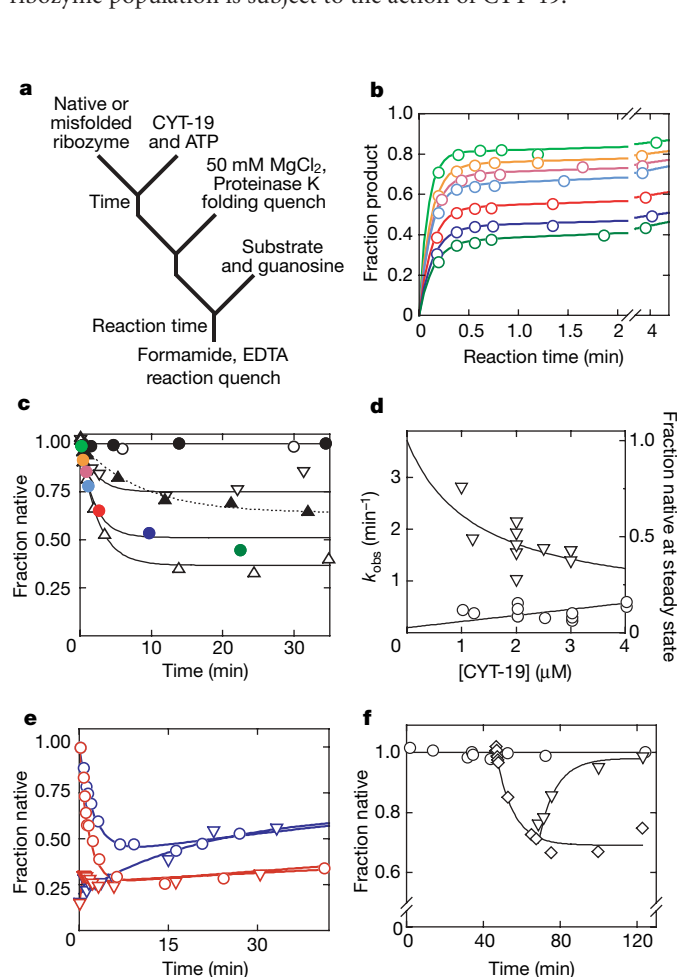 ribozyme population is subject to the action of CYT-19.
a
Native or
misfolded
ribozyme
CYT-19
and ATP
50 mM MgCl2,
Proteinase K
folding quench
Time
Substrate
and guanosine
Reaction time
Formamide, EDTA
reaction quench
b
Fraction product
1.0
0.8
0.6
0.4
0.2
0
0
1.0
2
4
Reaction time (min)
c
Fraction native
1.00
0.75
0.50
0.25
0
0
10
20
30
Time (min)
d
kobs (min–1)
3
2
1
0
1
2
3
4
[CYT-19] (μM)
1.0
0.5
0
Fraction native at steady state
e
Fraction native
1.00
0.75
0.50
0.25
0
15
30
Time (min)
f
Fraction native
1.0
0.8
0.6
0
40
80
120
Time (min)